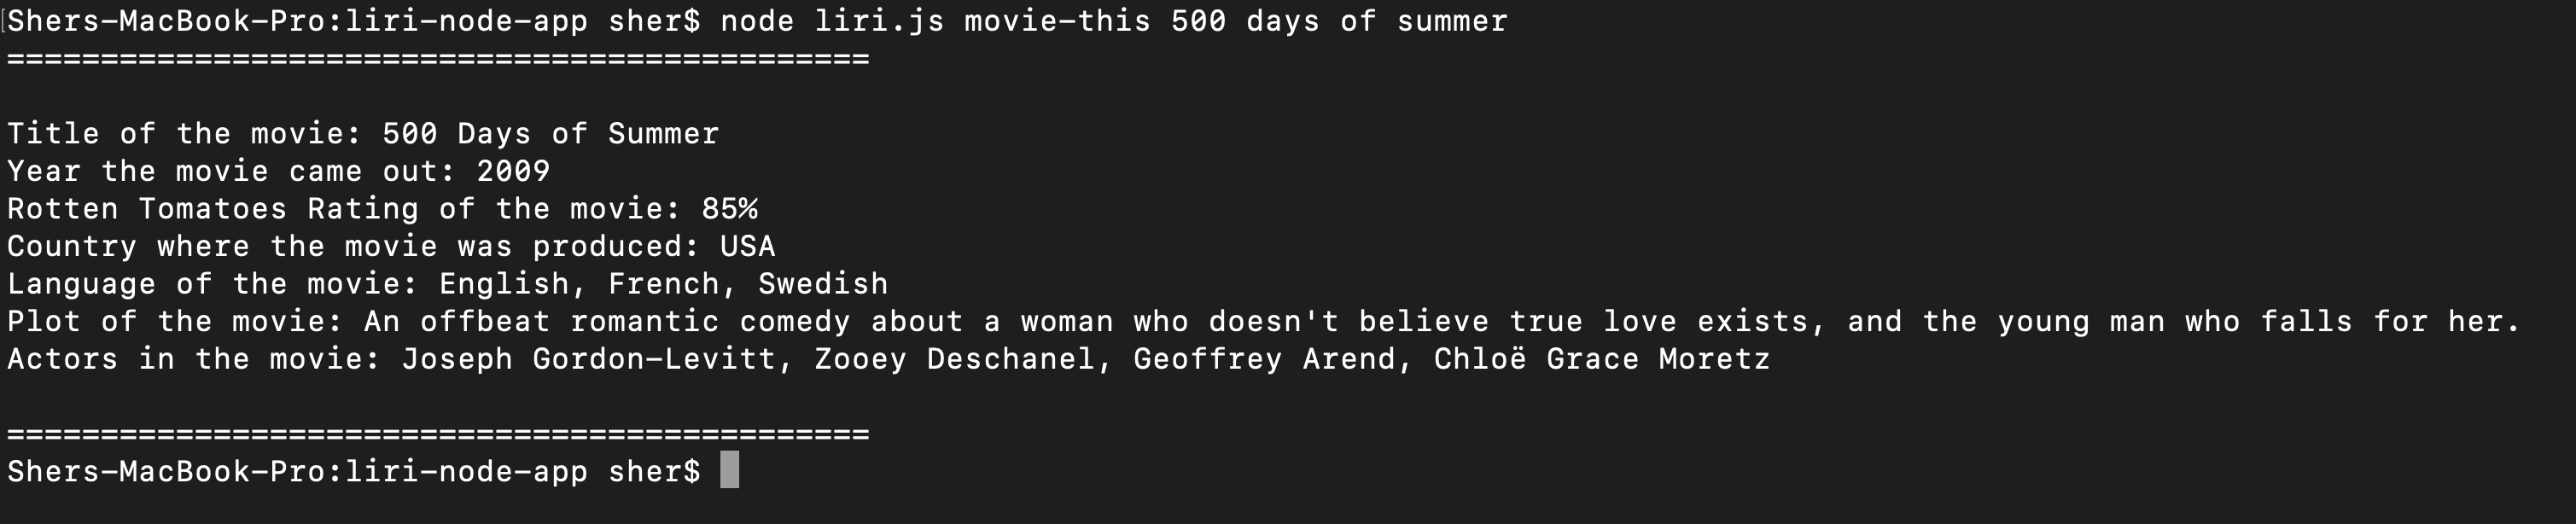 [Shers-MacBook-Pro:liri-node-app sher$ node liri.js movie-this 500 days of summer
==============================================
Title of the movie: 500 Days of Summer
Year the movie came out: 2009
Rotten Tomatoes Rating of the movie: 85%
Country where the movie was produced: USA
Language of the movie: English, French, Swedish
Plot of the movie: An offbeat romantic comedy about a woman who doesn't believe true love exists, and the young man who falls for her.
Actors in the movie: Joseph Gordon-Levitt, Zooey Deschanel, Geoffrey Arend, Chloë Grace Moretz
==============================================
Shers-MacBook-Pro:liri-node-app sher$